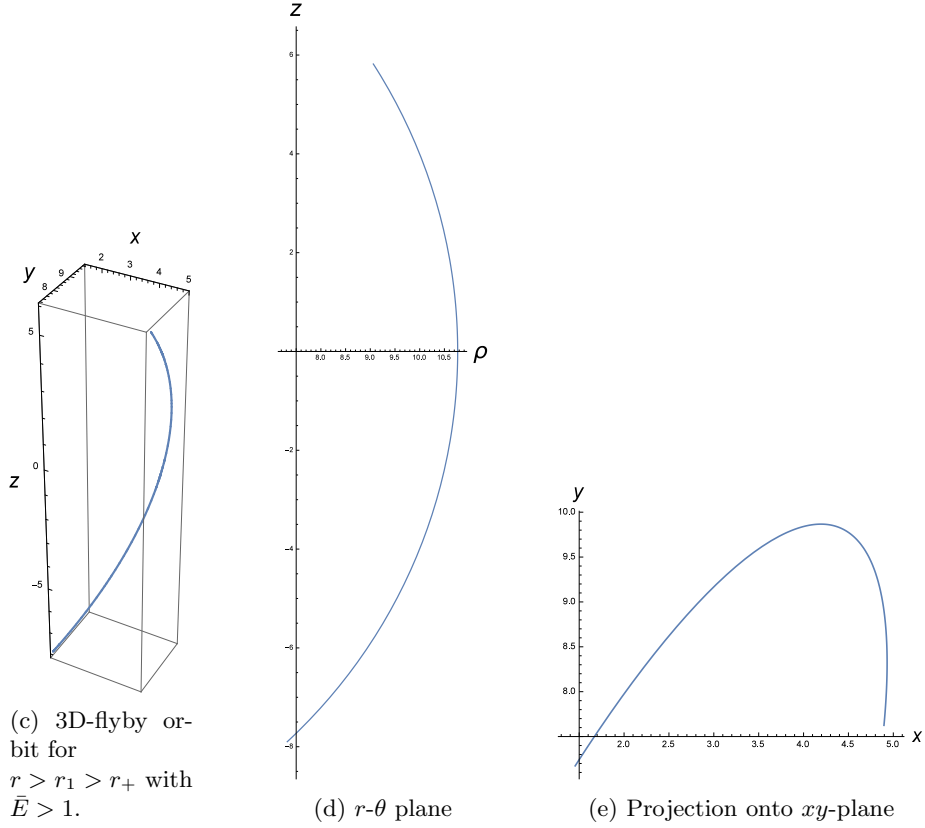 x
y
2
3
4
5
9
8
5
0
z
−5
(c) 3D-flyby or-
bit for
r > r₁ > r₊ with
Ē > 1.
z
6
4
2
8.0 8.5 9.0 9.5 10.0 10.5 ρ
−2
−4
−6
−8
(d) r-θ plane
y
10.0
9.5
9.0
8.5
8.0
2.0 2.5 3.0 3.5 4.0 4.5 5.0 x
(e) Projection onto xy-plane